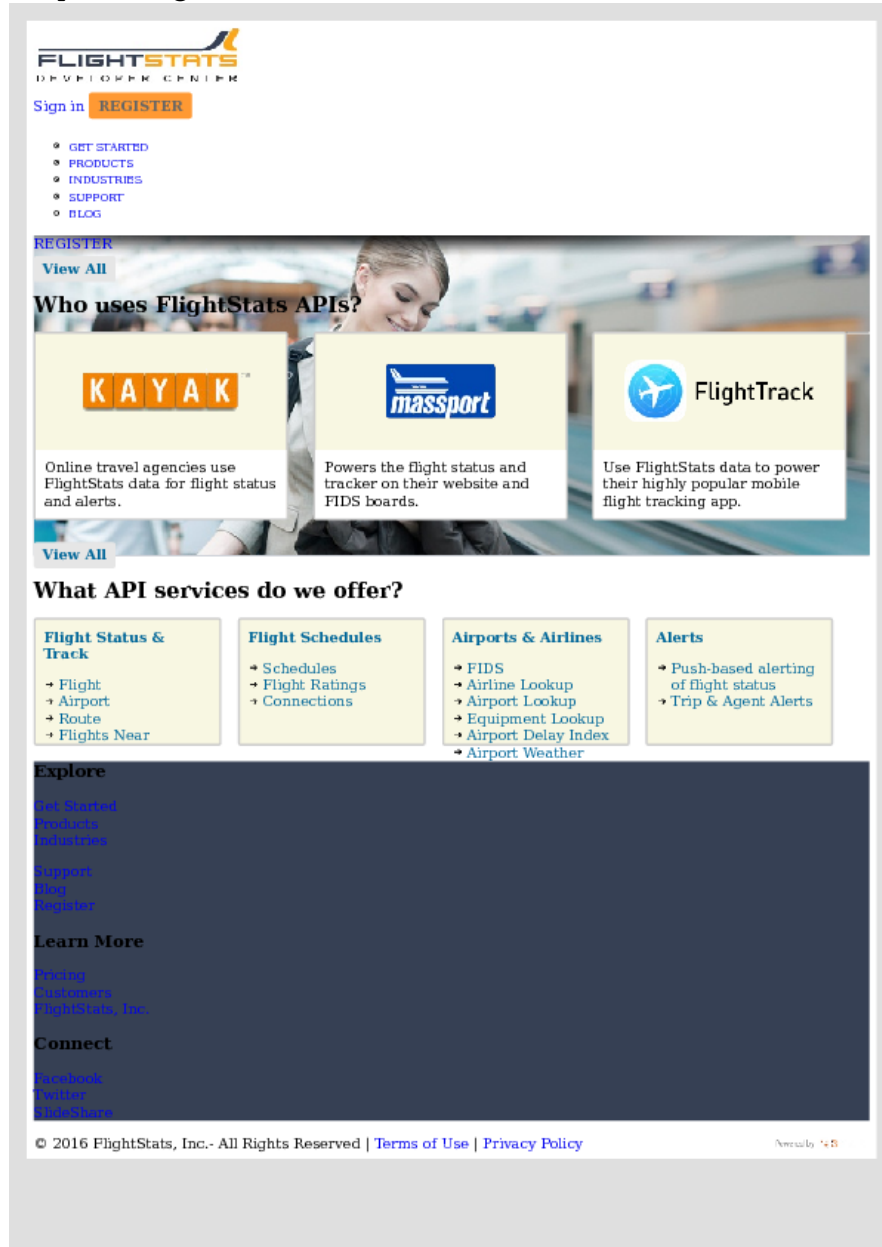 FLIGHTSTATS
DEVELOPER CENTER
Sign in REGISTER
GET STARTED
PRODUCTS
INDUSTRIES
SUPPORT
BLOG
REGISTER
View All
Who uses FlightStats APIs?
KAYAK
massport
FlightTrack
Online travel agencies use
FlightStats data for flight status
and alerts.
Powers the flight status and
tracker on their website and
FIDS boards.
Use FlightStats data to power
their highly popular mobile
flight tracking app.
View All
What API services do we offer?
Flight Status &
Track
Flight
Airport
Route
Flights Near
Flight Schedules
Schedules
Flight Ratings
Connections
Airports & Airlines
FIDS
Airline Lookup
Airport Lookup
Equipment Lookup
Airport Delay Index
Airport Weather
Alerts
Push-based alerting
of flight status
Trip & Agent Alerts
Explore
Get Started
Products
Industries
Support
Blog
Register
Learn More
Pricing
Customers
FlightStats, Inc.
Connect
Facebook
Twitter
SlideShare
© 2016 FlightStats, Inc.- All Rights Reserved | Terms of Use | Privacy Policy
Powered by